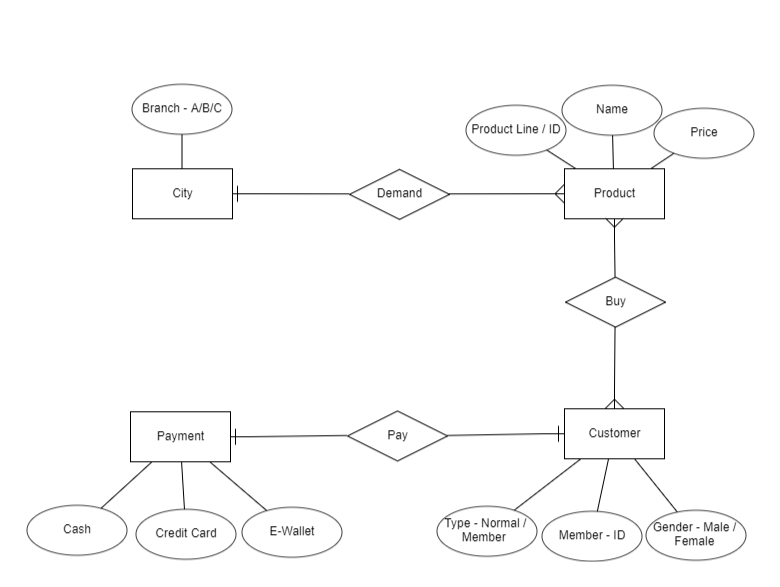 Branch - A/B/C
Name
Product Line / ID
Price
City
Demand
Product
Buy
Payment
Pay
Customer
Cash
Credit Card
E-Wallet
Type - Normal /
Member
Member - ID
Gender - Male /
Female